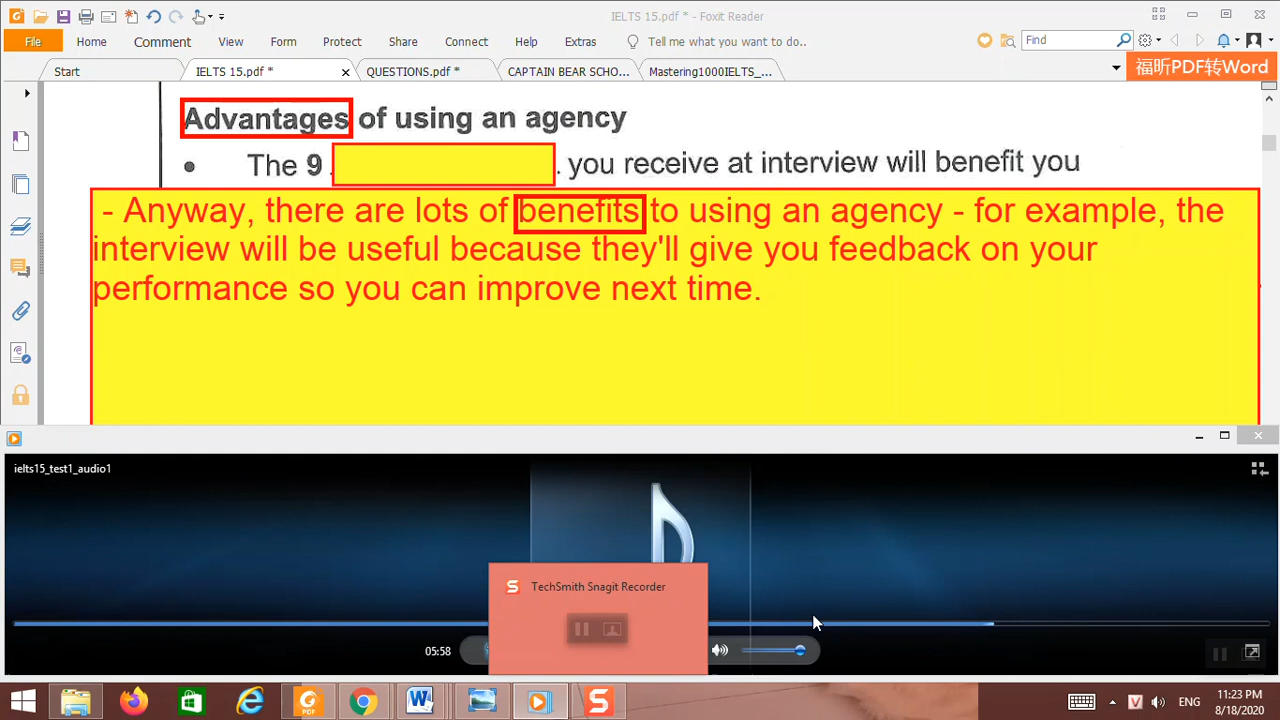 IELTS 15.pdf * - Foxit Reader
File Home Comment View Form Protect Share Connect Help Extras Tell me what you want to do.. Find
Start IELTS 15.pdf * QUESTIONS.pdf * CAPTAIN BEAR SCHO... Mastering1000IELTS_... 福昕PDF转Word
Advantages of using an agency
• The 9 . . you receive at interview will benefit you
- Anyway, there are lots of benefits to using an agency - for example, the
interview will be useful because they'll give you feedback on your
performance so you can improve next time.
ielts15_test1_audio1
TechSmith Snagit Recorder
05:58
ENG
11:23 PM
8/18/2020